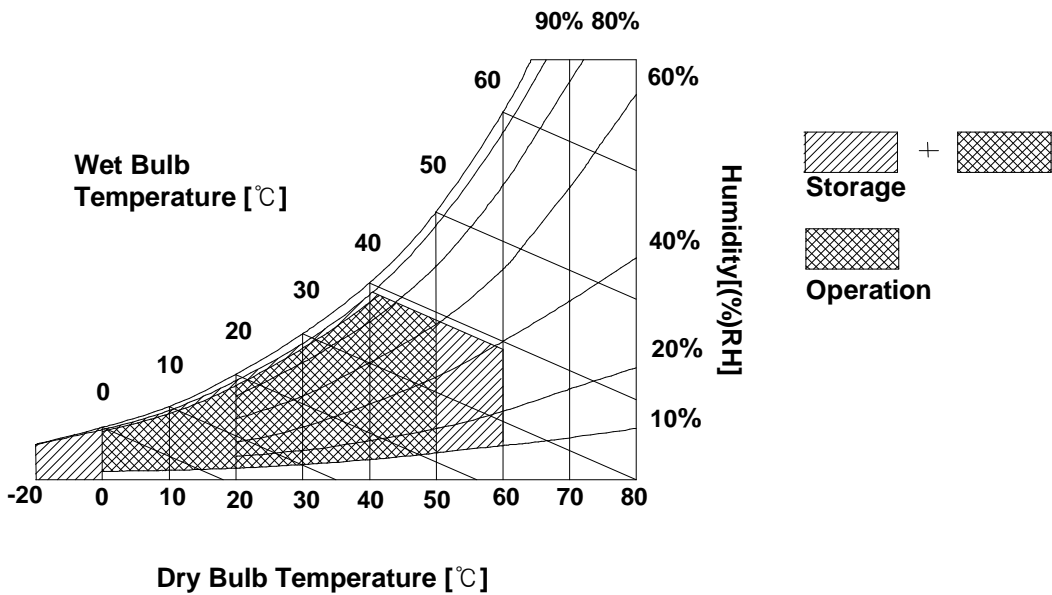 90% 80%
60
60%
Wet Bulb
Temperature [℃]
50
Storage
+
40
40%
Humidity[(%)RH]
30
Operation
20
20%
10
10%
0
-20 0 10 20 30 40 50 60 70 80
Dry Bulb Temperature [℃]